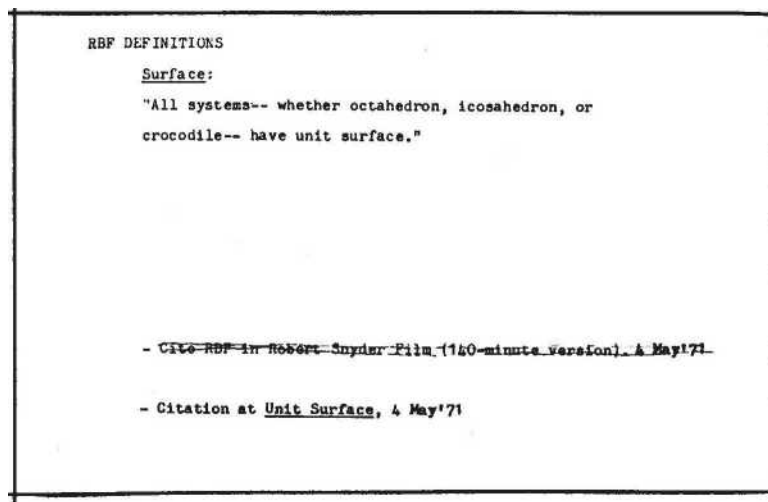 RBF DEFINITIONS
Surface:
"All systems-- whether octahedron, icosahedron, or
crocodile-- have unit surface."
- Cite RBF in Robert Snyder Film (140-minute version). 4 May'71
- Citation at Unit Surface, 4 May'71